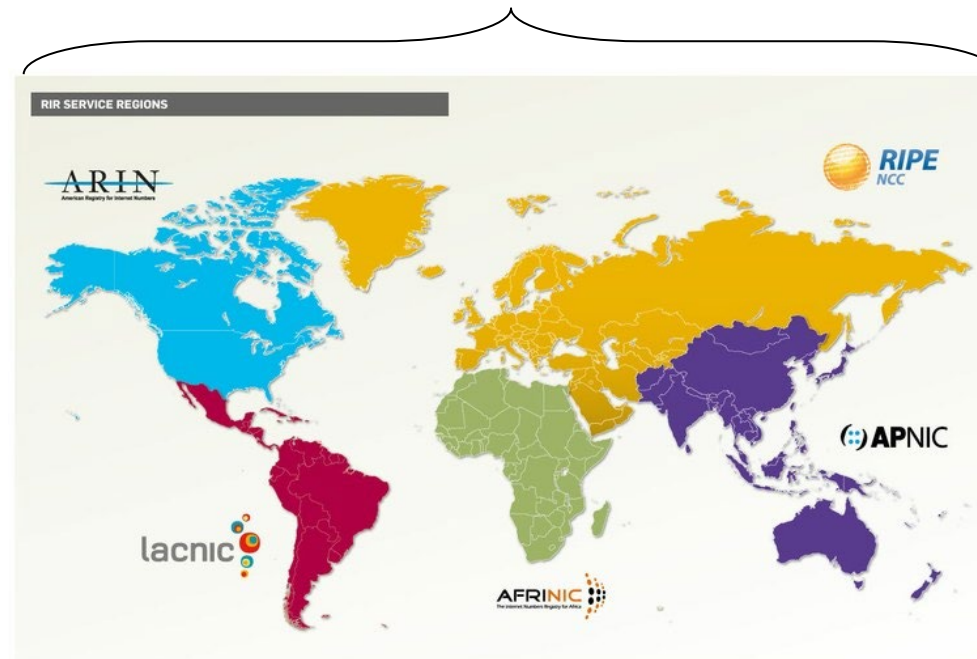 RIR SERVICE REGIONS
ARIN
American Registry for Internet Numbers
RIPE
NCC
APNIC
lacnic
AFRINIC
The Internet Numbers Registry for Africa